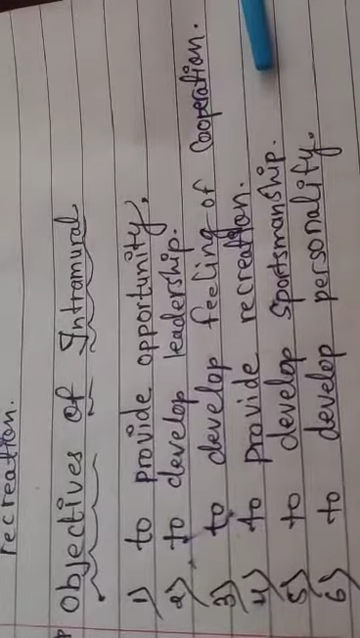 recreation.
Objectives of Intramural
1) to provide opportunity.
2) to develop leadership.
3) to develop feeling of Cooperation.
4) to provide recreation.
5) to develop sportsmanship.
6) to develop personality.